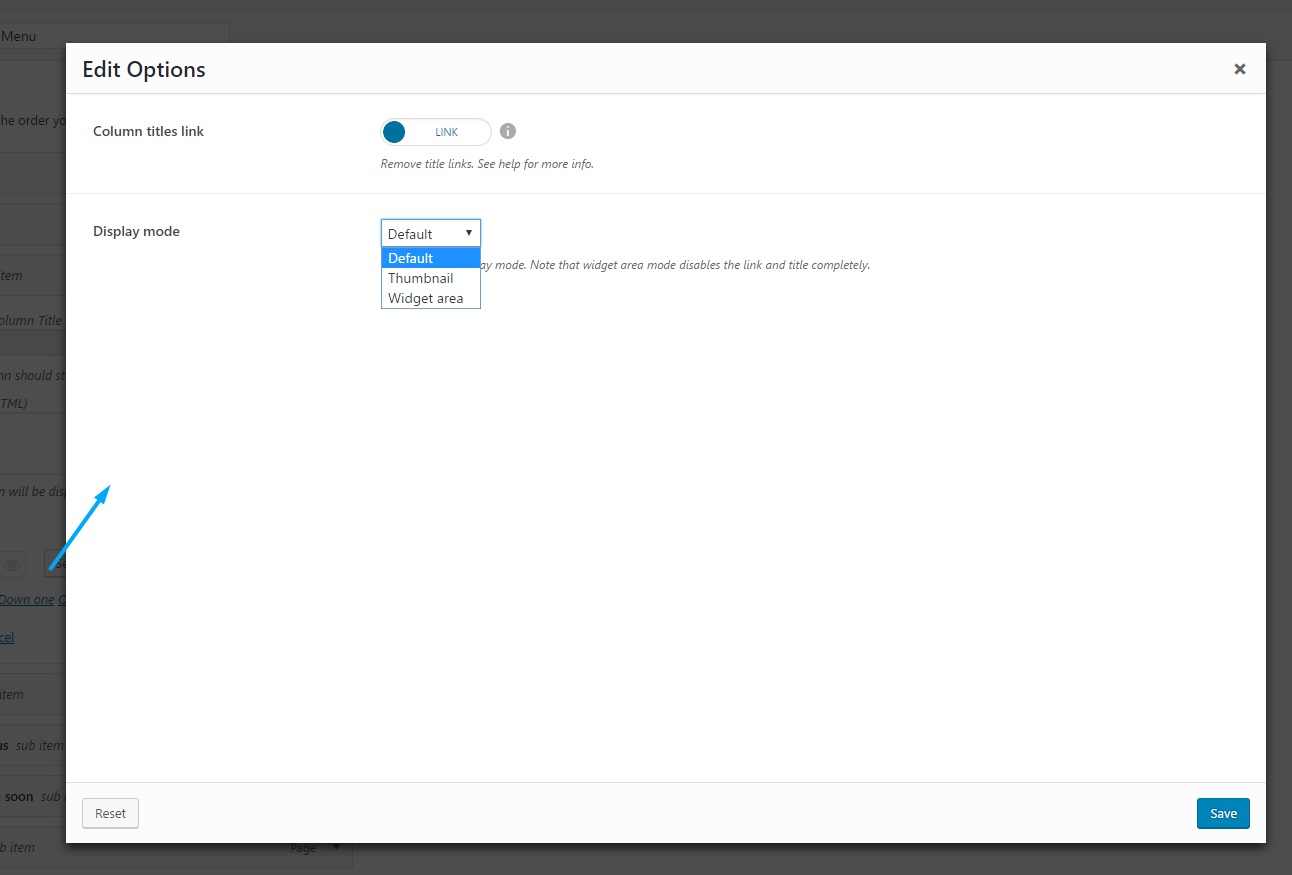 Menu
Edit Options
he order yo
Column titles link
LINK
Remove title links. See help for more info.
Display mode
Default
Default
ay mode. Note that widget area mode disables the link and title completely.
Thumbnail
Widget area
item
olumn Title
nn should st
TML)
n will be disp
Se
Down one
cel
item
us sub item
soon sub i
b item
Page
Reset
Save